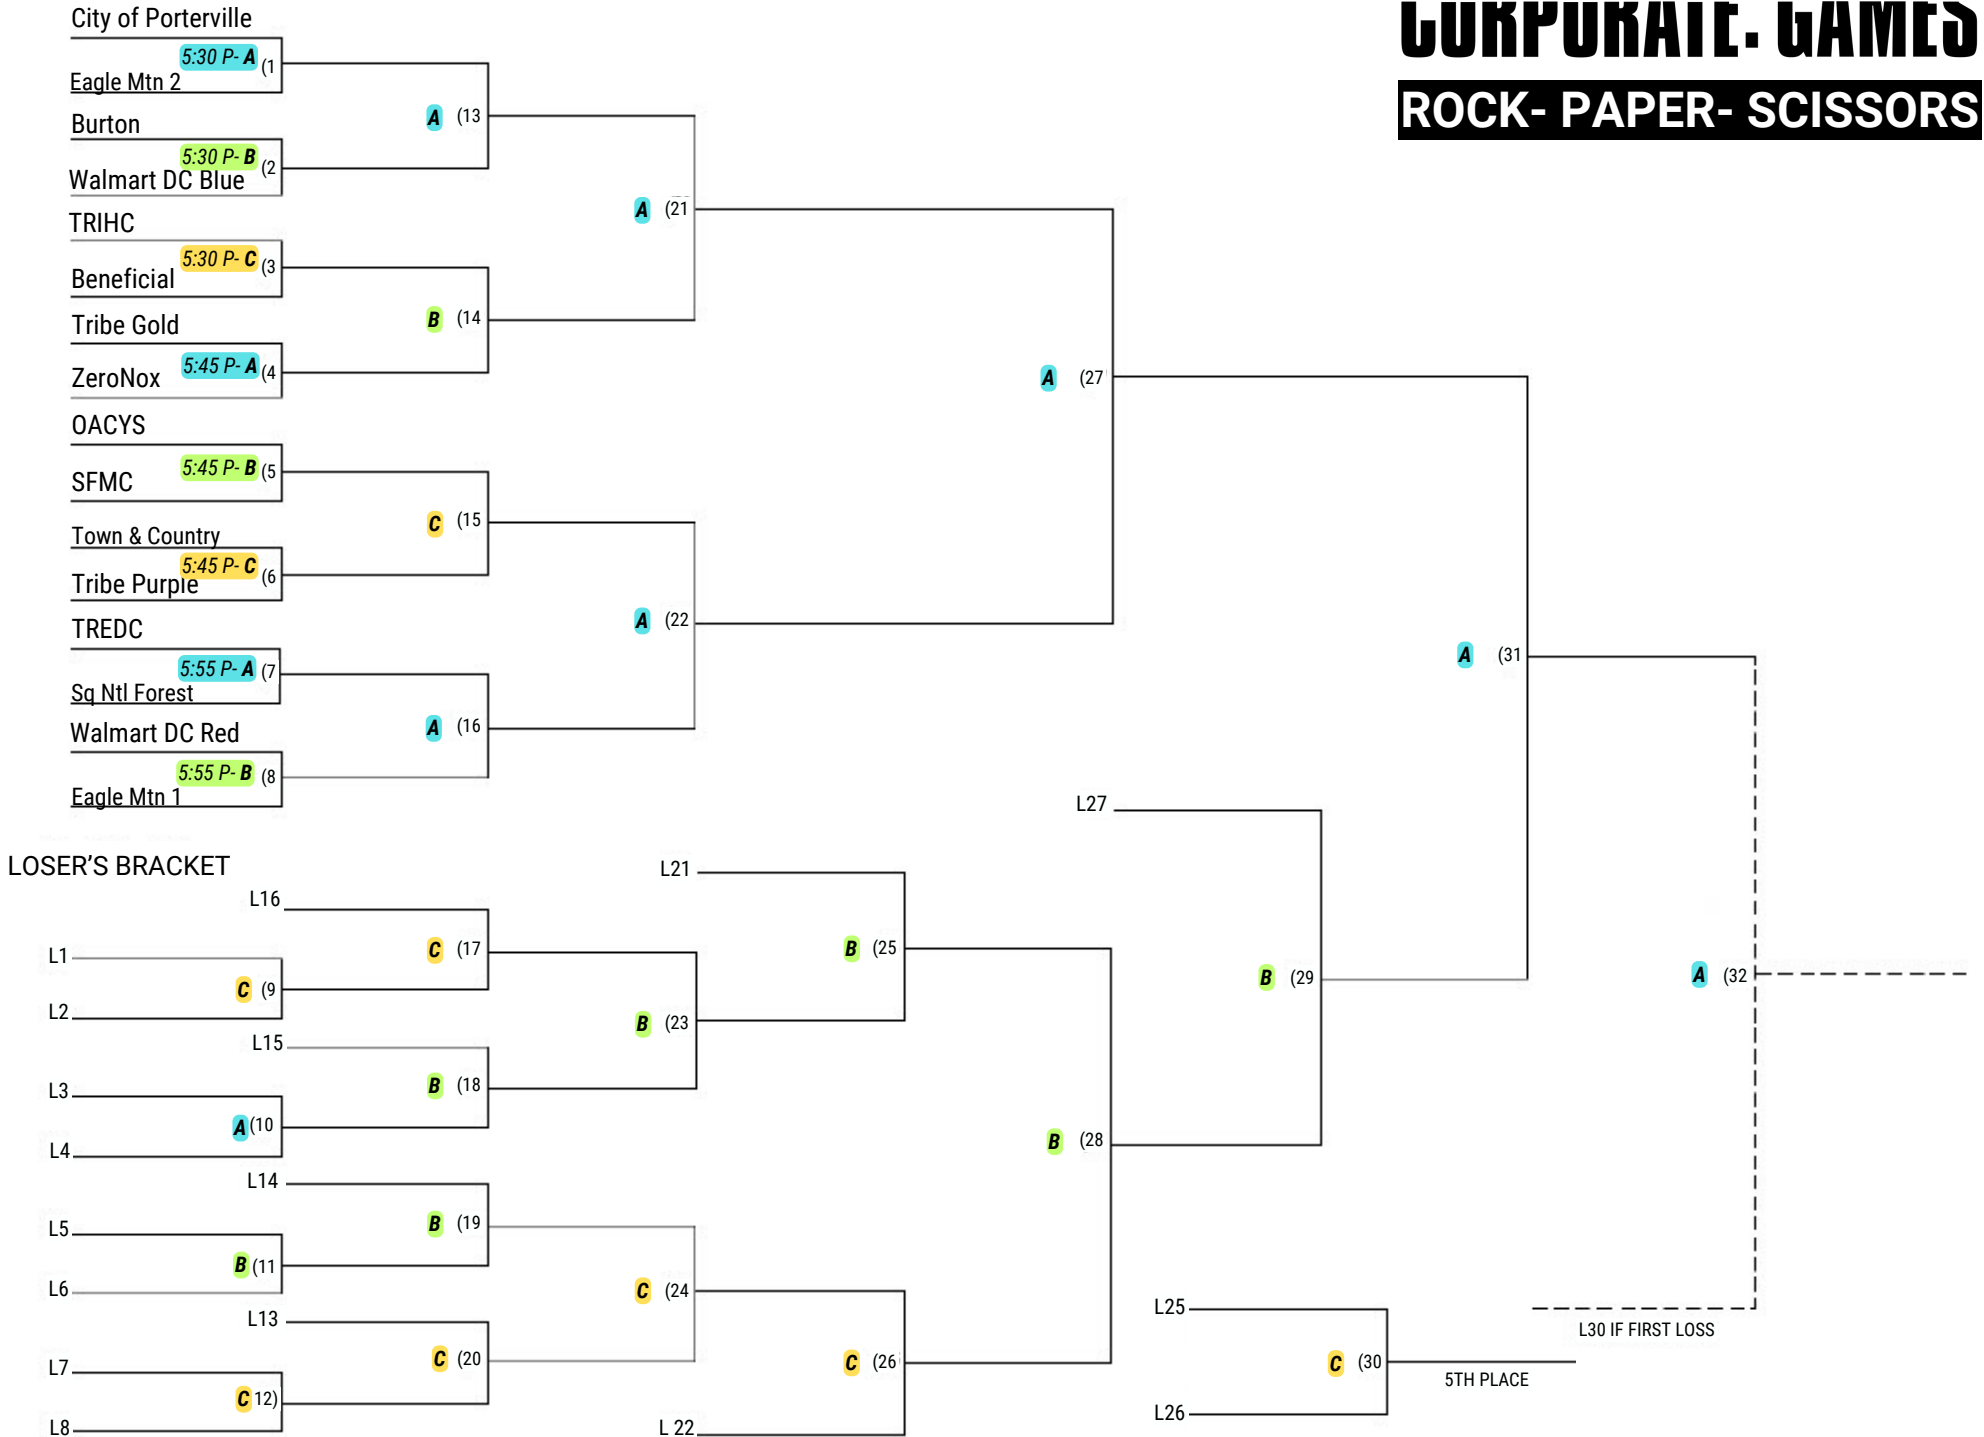 CORPORATE. GAMES
ROCK- PAPER- SCISSORS
City of Porterville
5:30 P- A (1
Eagle Mtn 2
Burton
5:30 P- B (2
Walmart DC Blue
TRIHC
5:30 P- C (3
Beneficial
Tribe Gold
5:45 P- A (4
ZeroNox
OACYS
5:45 P- B (5
SFMC
Town & Country
5:45 P- C (6
Tribe Purple
TREDC
5:55 P- A (7
Sq Ntl Forest
Walmart DC Red
5:55 P- B (8
Eagle Mtn 1
A (13
B (14
C (15
A (16
A (21
A (22
A (27
A (31
A (32
LOSER'S BRACKET
L16
L1
C (9
L2
L15
L3
A (10
L4
L14
L5
B (11
L6
L13
L7
C 12)
L8
C (17
B (18
B (19
C (20
L21
B (23
C (24
L 22
B (25
C (26
L27
B (28
B (29
L25
C (30
L26
5TH PLACE
L30 IF FIRST LOSS